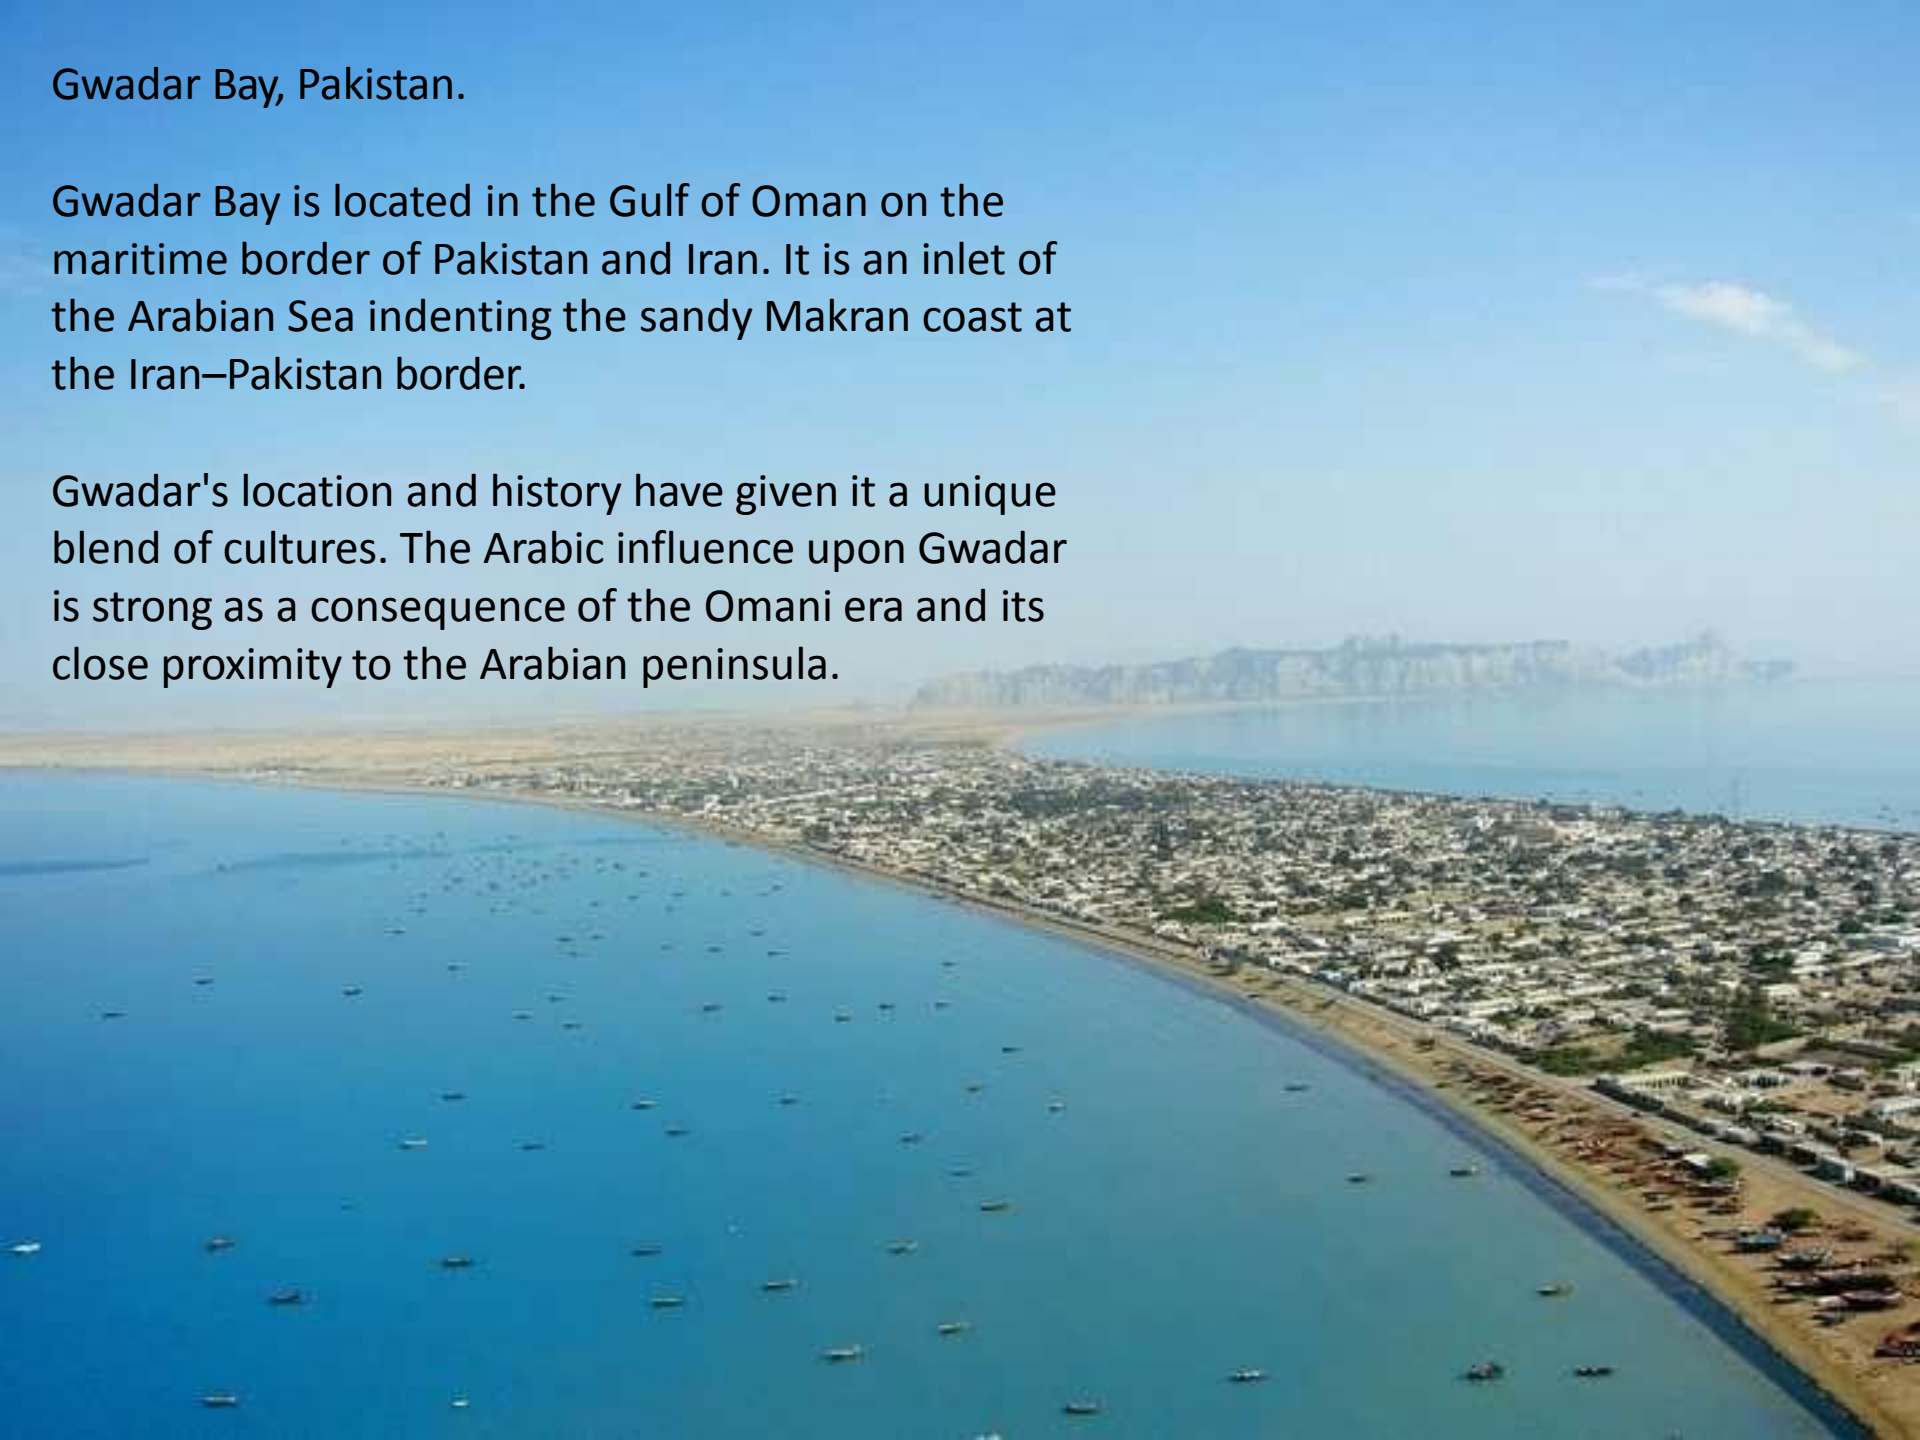 Gwadar Bay, Pakistan.
Gwadar Bay is located in the Gulf of Oman on the
maritime border of Pakistan and Iran. It is an inlet of
the Arabian Sea indenting the sandy Makran coast at
the Iran–Pakistan border.
Gwadar's location and history have given it a unique
blend of cultures. The Arabic influence upon Gwadar
is strong as a consequence of the Omani era and its
close proximity to the Arabian peninsula.